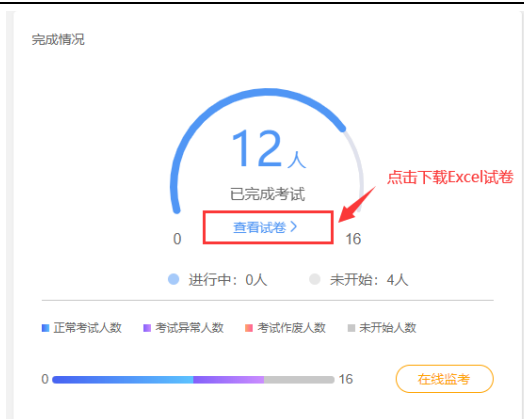 完成情况
12人
已完成考试
点击下载Excel试卷
查看试卷 >
0
16
进行中：0人 未开始：4人
正常考试人数 考试异常人数 考试作废人数 未开始人数
0 16 在线监考